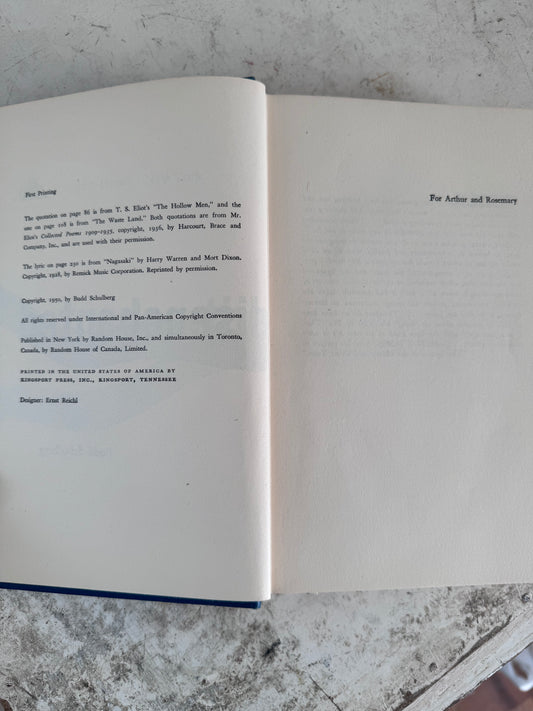 First Printing
The quotation on page 86 is from T. S. Eliot's "The Hollow Men," and the
one on page 108 is from "The Waste Land." Both quotations are from Mr.
Eliot's Collected Poems 1909-1935, copyright, 1936, by Harcourt, Brace and
Company, Inc., and are used with their permission.
The lyric on page 230 is from "Nagasaki" by Harry Warren and Mort Dixon.
Copyright, 1928, by Remick Music Corporation. Reprinted by permission.
Copyright, 1950, by Budd Schulberg
All rights reserved under International and Pan-American Copyright Conventions
Published in New York by Random House, Inc., and simultaneously in Toronto,
Canada, by Random House of Canada, Limited.
PRINTED IN THE UNITED STATES OF AMERICA BY
KINGSPORT PRESS, INC., KINGSPORT, TENNESSEE
Designer: Ernst Reichl
For Arthur and Rosemary